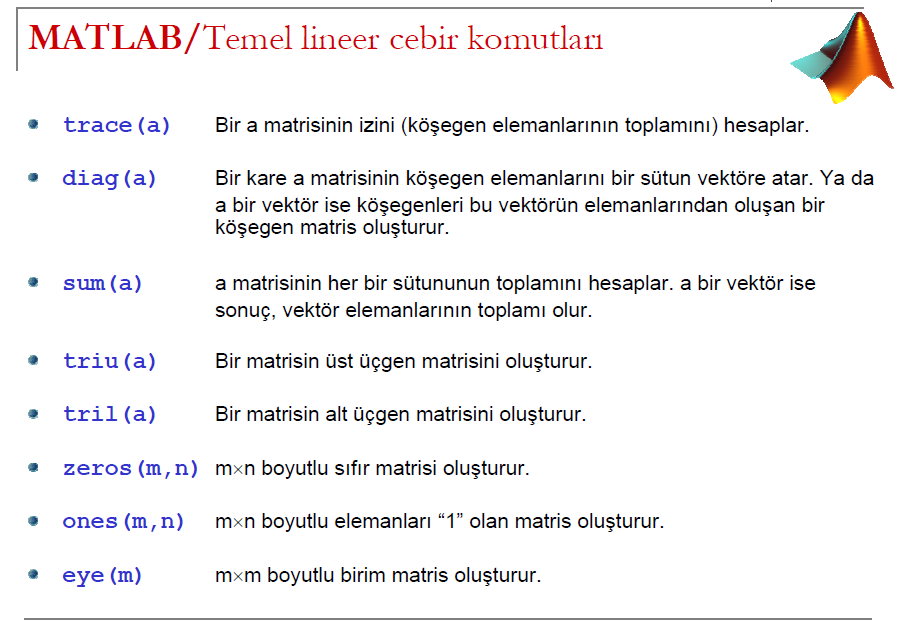 MATLAB/Temel lineer cebir komutları
trace(a) Bir a matrisinin izini (köşegen elemanlarının toplamını) hesaplar.
diag(a) Bir kare a matrisinin köşegen elemanlarını bir sütun vektöre atar. Ya da
a bir vektör ise köşegenleri bu vektörün elemanlarından oluşan bir
köşegen matris oluşturur.
sum(a) a matrisinin her bir sütununun toplamını hesaplar. a bir vektör ise
sonuç, vektör elemanlarının toplamı olur.
triu(a) Bir matrisin üst üçgen matrisini oluşturur.
tril(a) Bir matrisin alt üçgen matrisini oluşturur.
zeros(m,n) m×n boyutlu sıfır matrisi oluşturur.
ones(m,n) m×n boyutlu elemanları “1” olan matris oluşturur.
eye(m) m×m boyutlu birim matris oluşturur.